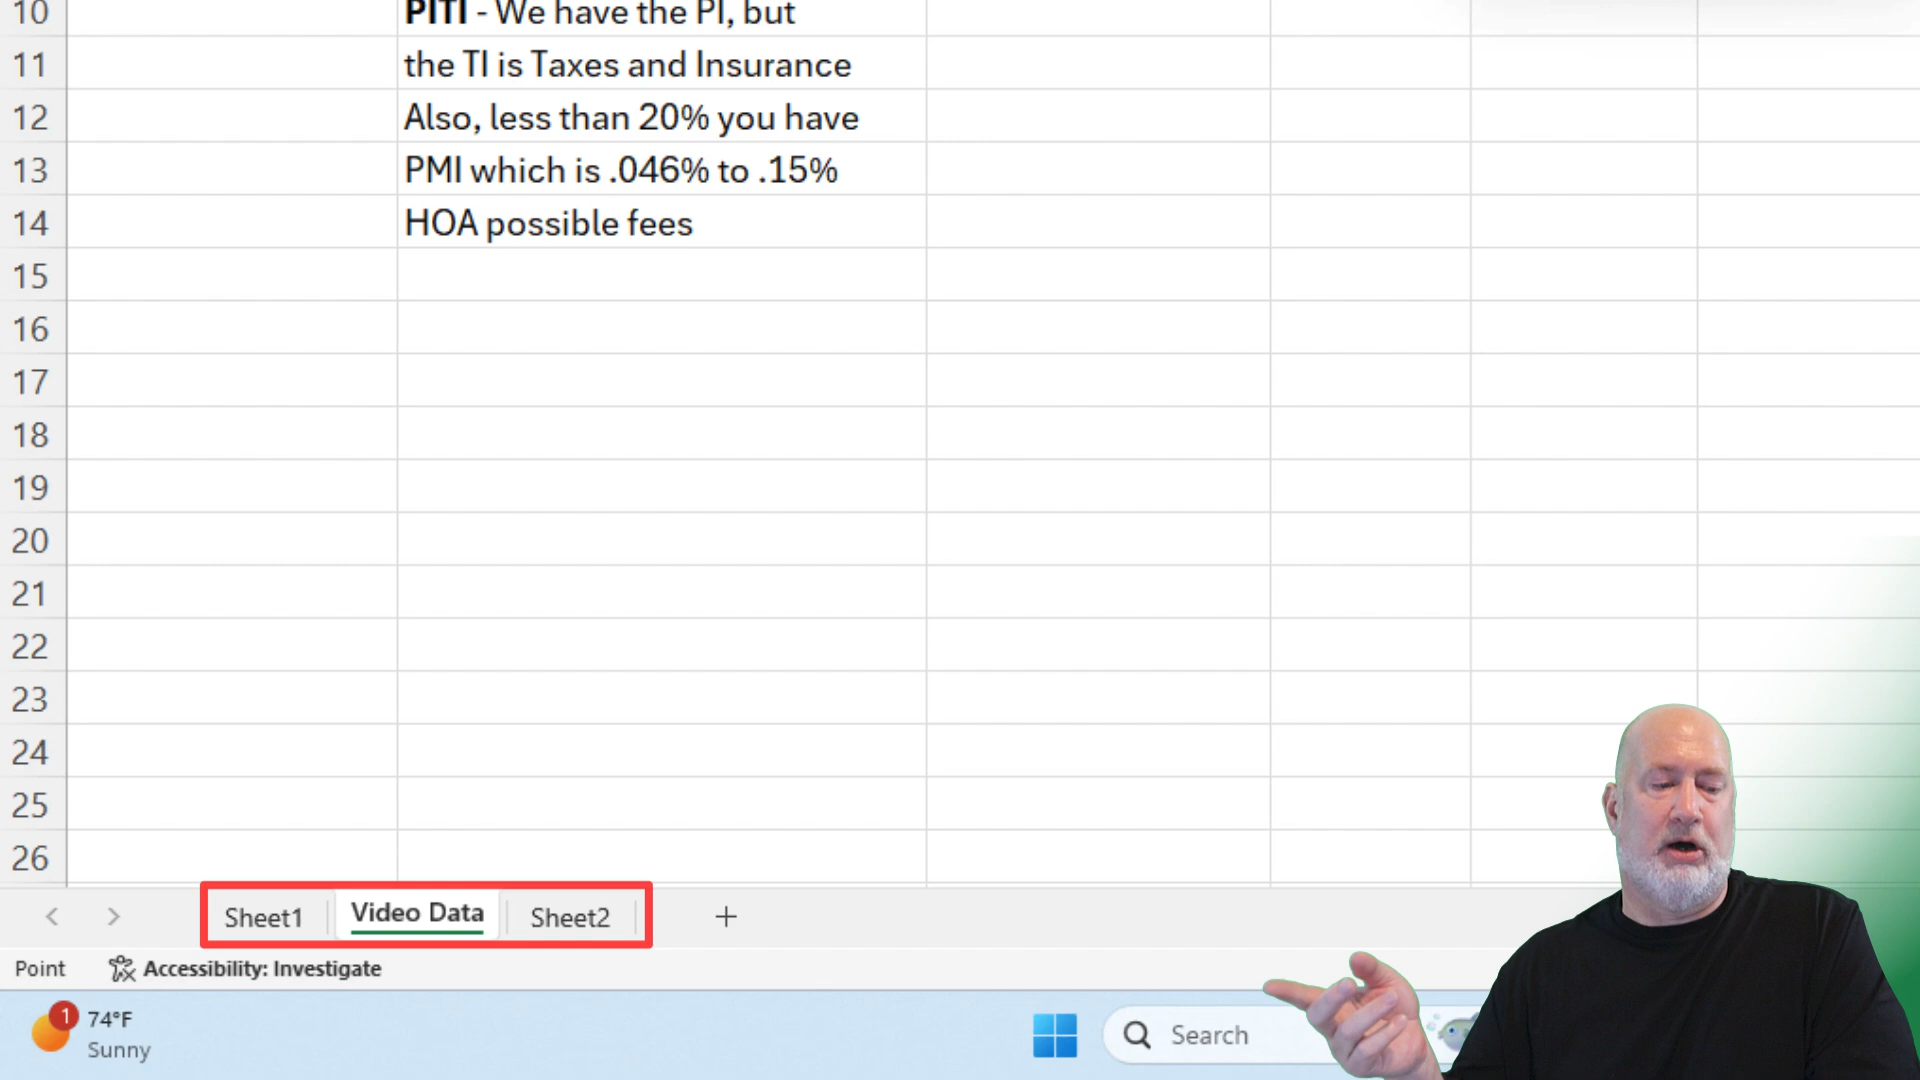 10 PITI - We have the PI, but
11 the TI is Taxes and Insurance
12 Also, less than 20% you have
13 PMI which is .046% to .15%
14 HOA possible fees
15
16
17
18
19
20
21
22
23
24
25
26
Sheet1 Video Data Sheet2
Point Accessibility: Investigate
1 74°F
Sunny
Search